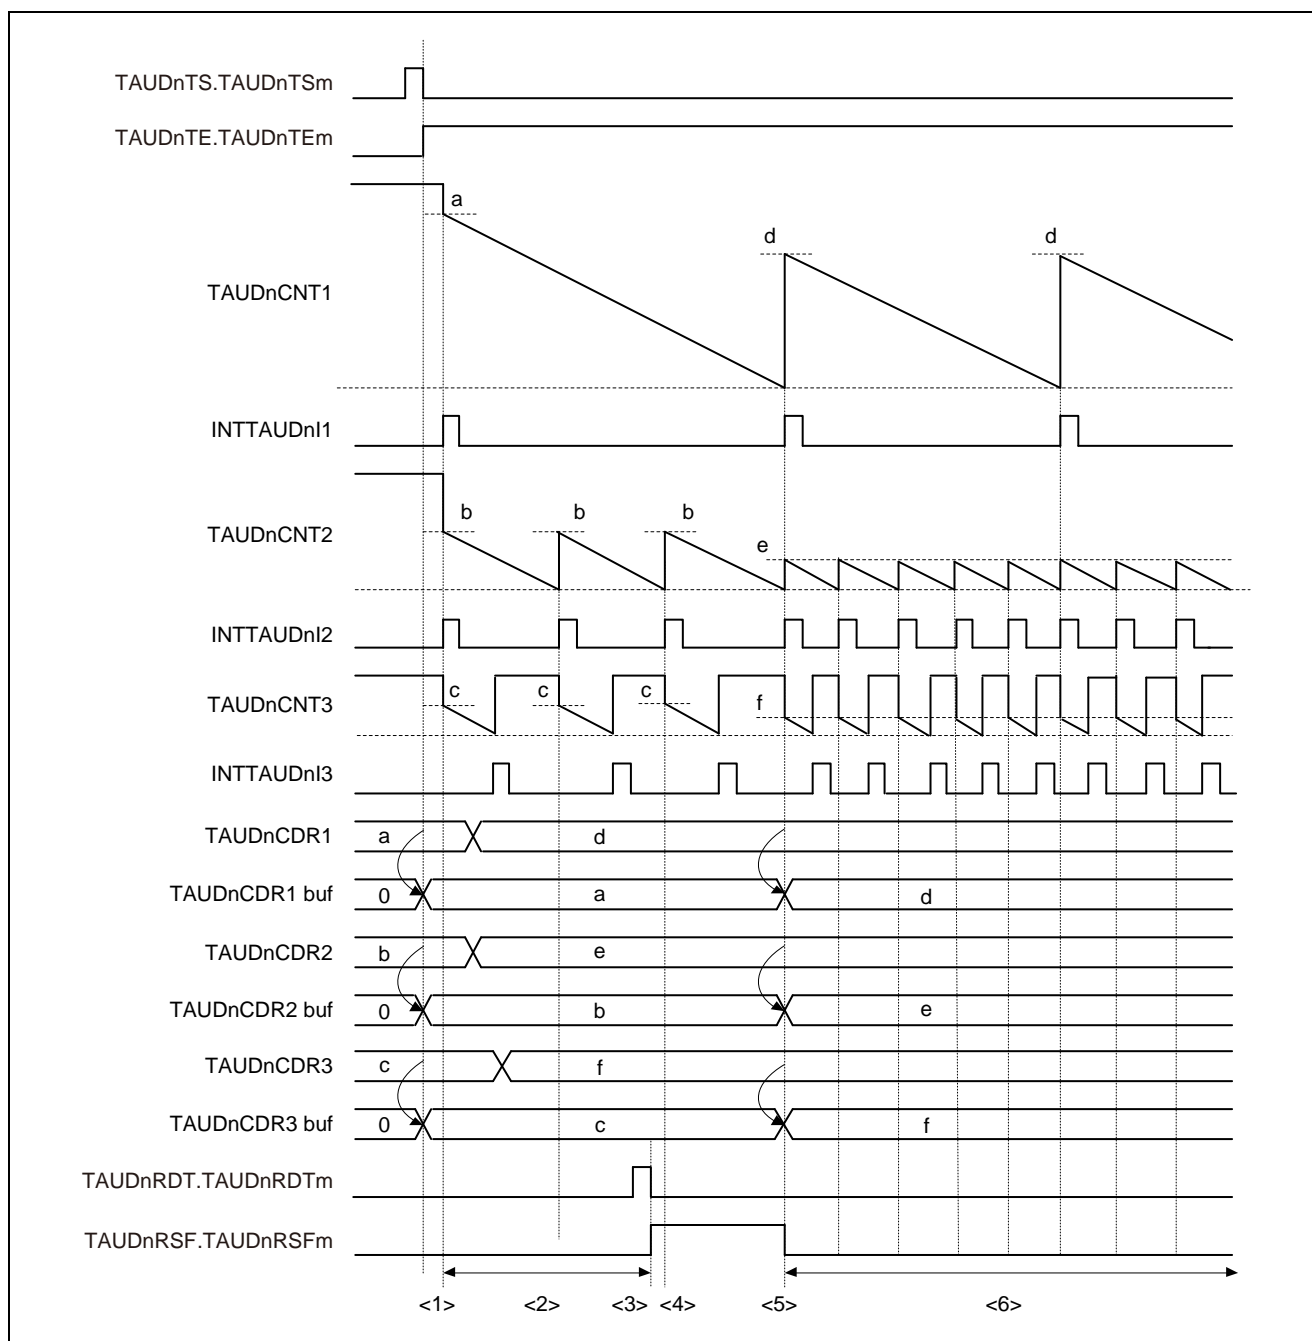 TAUDnTS.TAUDnTSm
TAUDnTE.TAUDnTEm
a
d d
TAUDnCNT1
INTTAUDnI1
b b b
TAUDnCNT2
e
INTTAUDnI2
c c c
TAUDnCNT3 f
INTTAUDnI3
TAUDnCDR1 a d
TAUDnCDR1 buf 0 a d
TAUDnCDR2 b e
TAUDnCDR2 buf 0 b e
TAUDnCDR3 c f
TAUDnCDR3 buf 0 c f
TAUDnRDT.TAUDnRDTm
TAUDnRSF.TAUDnRSFm
<1> <2> <3> <4> <5> <6>